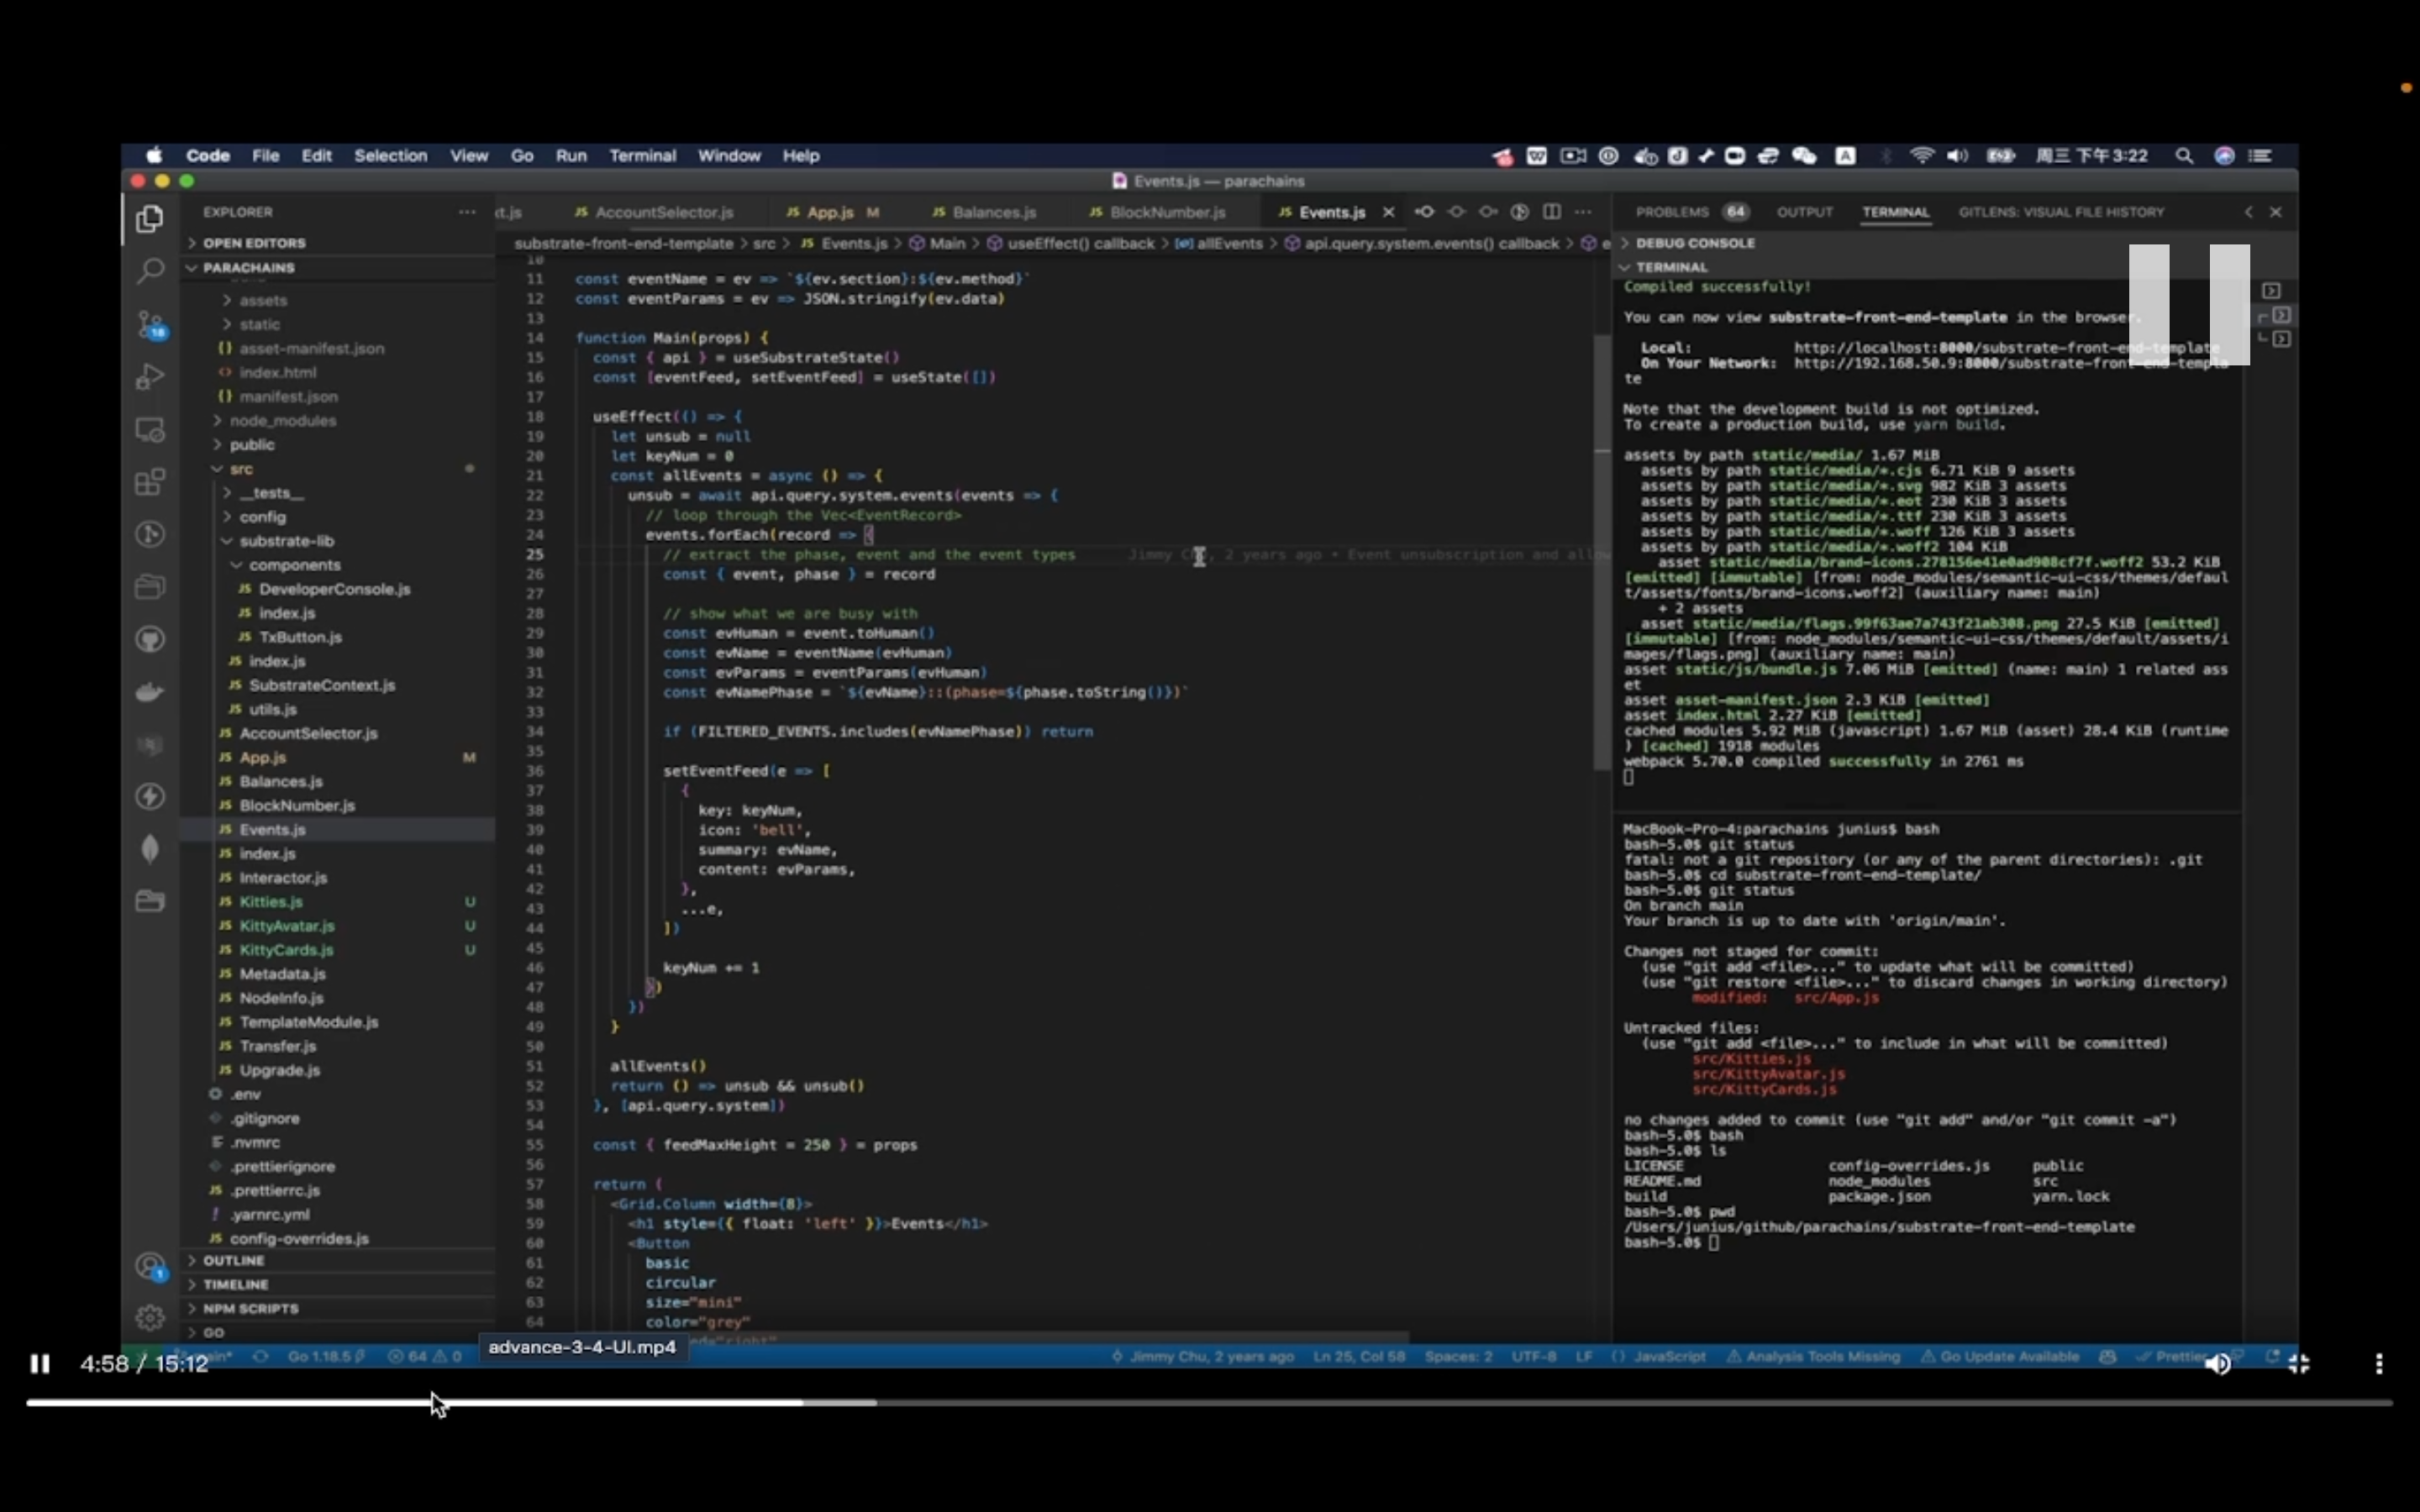 Code File Edit Selection View Go Run Terminal Window Help
周三 下午 3:22
Events.js — parachains
EXPLORER
OPEN EDITORS
PARACHAINS
assets
static
asset-manifest.json
index.html
manifest.json
node_modules
public
src
__tests__
config
substrate-lib
components
DeveloperConsole.js
index.js
TxButton.js
index.js
SubstrateContext.js
utils.js
AccountSelector.js
App.js M
Balances.js
BlockNumber.js
Events.js
index.js
Interactor.js
Kitties.js U
KittyAvatar.js U
KittyCards.js U
Metadata.js
NodeInfo.js
TemplateModule.js
Transfer.js
Upgrade.js
.env
.gitignore
.nvmrc
.prettierignore
.prettierrc.js
.yarnrc.yml
config-overrides.js
OUTLINE
TIMELINE
NPM SCRIPTS
GO
AccountSelector.js App.js M Balances.js BlockNumber.js Events.js
substrate-front-end-template > src > Events.js > Main > useEffect() callback > allEvents > api.query.system.events() callback >
10
11 const eventName = ev => `${ev.section}:${ev.method}`
12 const eventParams = ev => JSON.stringify(ev.data)
13
14 function Main(props) {
15 const { api } = useSubstrateState()
16 const [eventFeed, setEventFeed] = useState([])
17
18 useEffect(() => {
19 let unsub = null
20 let keyNum = 0
21 const allEvents = async () => {
22 unsub = await api.query.system.events(events => {
23 // loop through the Vec<EventRecord>
24 events.forEach(record => {
25 // extract the phase, event and the event types Jimmy Chu, 2 years ago • Event unsubscription and allow
26 const { event, phase } = record
27
28 // show what we are busy with
29 const evHuman = event.toHuman()
30 const evName = eventName(evHuman)
31 const evParams = eventParams(evHuman)
32 const evNamePhase = `${evName}::(phase=${phase.toString()})`
33
34 if (FILTERED_EVENTS.includes(evNamePhase)) return
35
36 setEventFeed(e => [
37 {
38 key: keyNum,
39 icon: 'bell',
40 summary: evName,
41 content: evParams,
42 },
43 ...e,
44 ])
45
46 keyNum += 1
47 })
48 })
49 }
50
51 allEvents()
52 return () => unsub && unsub()
53 }, [api.query.system])
54
55 const { feedMaxHeight = 250 } = props
56
57 return (
58 <Grid.Column width={8}>
59 <h1 style={{ float: 'left' }}>Events</h1>
60 <Button
61 basic
62 circular
63 size="mini"
64 color="grey"
PROBLEMS 64 OUTPUT TERMINAL GITLENS: VISUAL FILE HISTORY
DEBUG CONSOLE
TERMINAL
Compiled successfully!
You can now view substrate-front-end-template in the browser.
Local: http://localhost:8000/substrate-front-end-template
On Your Network: http://192.168.50.9:8000/substrate-front-end-templa
te
Note that the development build is not optimized.
To create a production build, use yarn build.
assets by path static/media/ 1.67 MiB
assets by path static/media/*.cjs 6.71 KiB 9 assets
assets by path static/media/*.svg 982 KiB 3 assets
assets by path static/media/*.eot 230 KiB 3 assets
assets by path static/media/*.ttf 230 KiB 3 assets
assets by path static/media/*.woff 126 KiB 3 assets
assets by path static/media/*.woff2 104 KiB
asset static/media/brand-icons.278156e41e0ad908cf7f.woff2 53.2 KiB
[emitted] [immutable] [from: node_modules/semantic-ui-css/themes/defaul
t/assets/fonts/brand-icons.woff2] (auxiliary name: main)
+ 2 assets
asset static/media/flags.99f63ae7a743f21ab308.png 27.5 KiB [emitted]
[immutable] [from: node_modules/semantic-ui-css/themes/default/assets/i
mages/flags.png] (auxiliary name: main)
asset static/js/bundle.js 7.06 MiB [emitted] (name: main) 1 related ass
et
asset asset-manifest.json 2.3 KiB [emitted]
asset index.html 2.27 KiB [emitted]
cached modules 5.92 MiB (javascript) 1.67 MiB (asset) 28.4 KiB (runtime
) [cached] 1918 modules
webpack 5.70.0 compiled successfully in 2761 ms
MacBook-Pro-4:parachains junius$ bash
bash-5.0$ git status
fatal: not a git repository (or any of the parent directories): .git
bash-5.0$ cd substrate-front-end-template/
bash-5.0$ git status
On branch main
Your branch is up to date with 'origin/main'.
Changes not staged for commit:
(use "git add <file>..." to update what will be committed)
(use "git restore <file>..." to discard changes in working directory)
modified: src/App.js
Untracked files:
(use "git add <file>..." to include in what will be committed)
src/Kitties.js
src/KittyAvatar.js
src/KittyCards.js
no changes added to commit (use "git add" and/or "git commit -a")
bash-5.0$ bash
bash-5.0$ ls
LICENSE config-overrides.js public
README.md node_modules src
build package.json yarn.lock
bash-5.0$ pwd
/Users/junius/github/parachains/substrate-front-end-template
bash-5.0$
advance-3-4-UI.mp4
4:58 / 15:12
Go 1.18.5 64 0 Jimmy Chu, 2 years ago Ln 25, Col 58 Spaces: 2 UTF-8 LF JavaScript Analysis Tools Missing Go Update Available Prettier